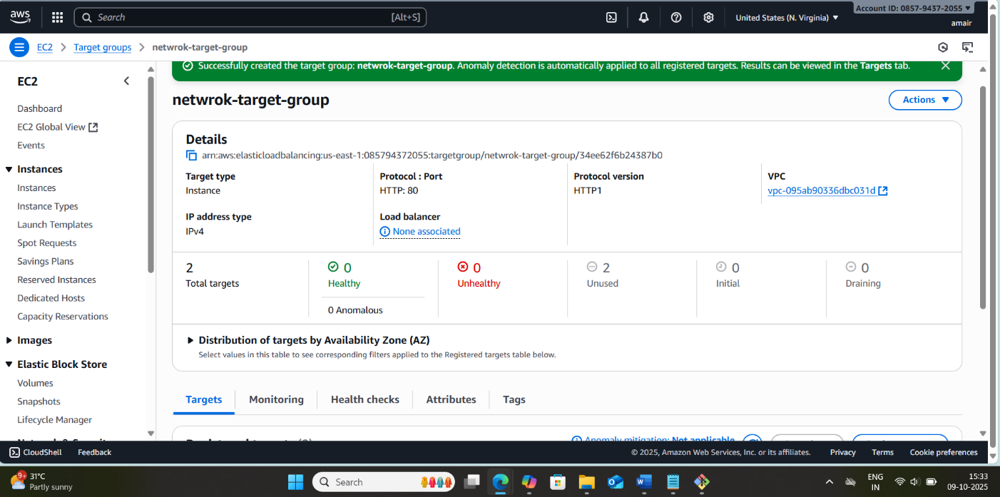 aws
Search
[Alt+S]
United States (N. Virginia)
Account ID: 0857-9437-2055
amair
EC2
Target groups
netwrok-target-group
EC2
Dashboard
EC2 Global View
Events
Instances
Instances
Instance Types
Launch Templates
Spot Requests
Savings Plans
Reserved Instances
Dedicated Hosts
Capacity Reservations
Images
Elastic Block Store
Volumes
Snapshots
Lifecycle Manager
Successfully created the target group: netwrok-target-group. Anomaly detection is automatically applied to all registered targets. Results can be viewed in the Targets tab.
netwrok-target-group
Actions
Details
arn:aws:elasticloadbalancing:us-east-1:085794372055:targetgroup/netwrok-target-group/34ee62f6b24387b0
Target type
Instance
Protocol : Port
HTTP: 80
Protocol version
HTTP1
VPC
vpc-095ab90336dbc031d
IP address type
IPv4
Load balancer
None associated
2
Total targets
0
Healthy
0 Anomalous
0
Unhealthy
2
Unused
0
Initial
0
Draining
Distribution of targets by Availability Zone (AZ)
Select values in this table to see corresponding filters applied to the Registered targets table below.
Targets
Monitoring
Health checks
Attributes
Tags
Anomaly mitigation: Not applicable
CloudShell
Feedback
© 2025, Amazon Web Services, Inc. or its affiliates.
Privacy
Terms
Cookie preferences
9+
31°C
Partly sunny
Search
ENG
IN
15:33
09-10-2025